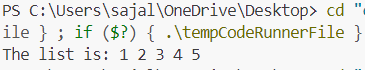 PS C:\Users\sajal\OneDrive\Desktop> cd "
ile } ; if ($?) { .\tempCodeRunnerFile }
The list is: 1 2 3 4 5